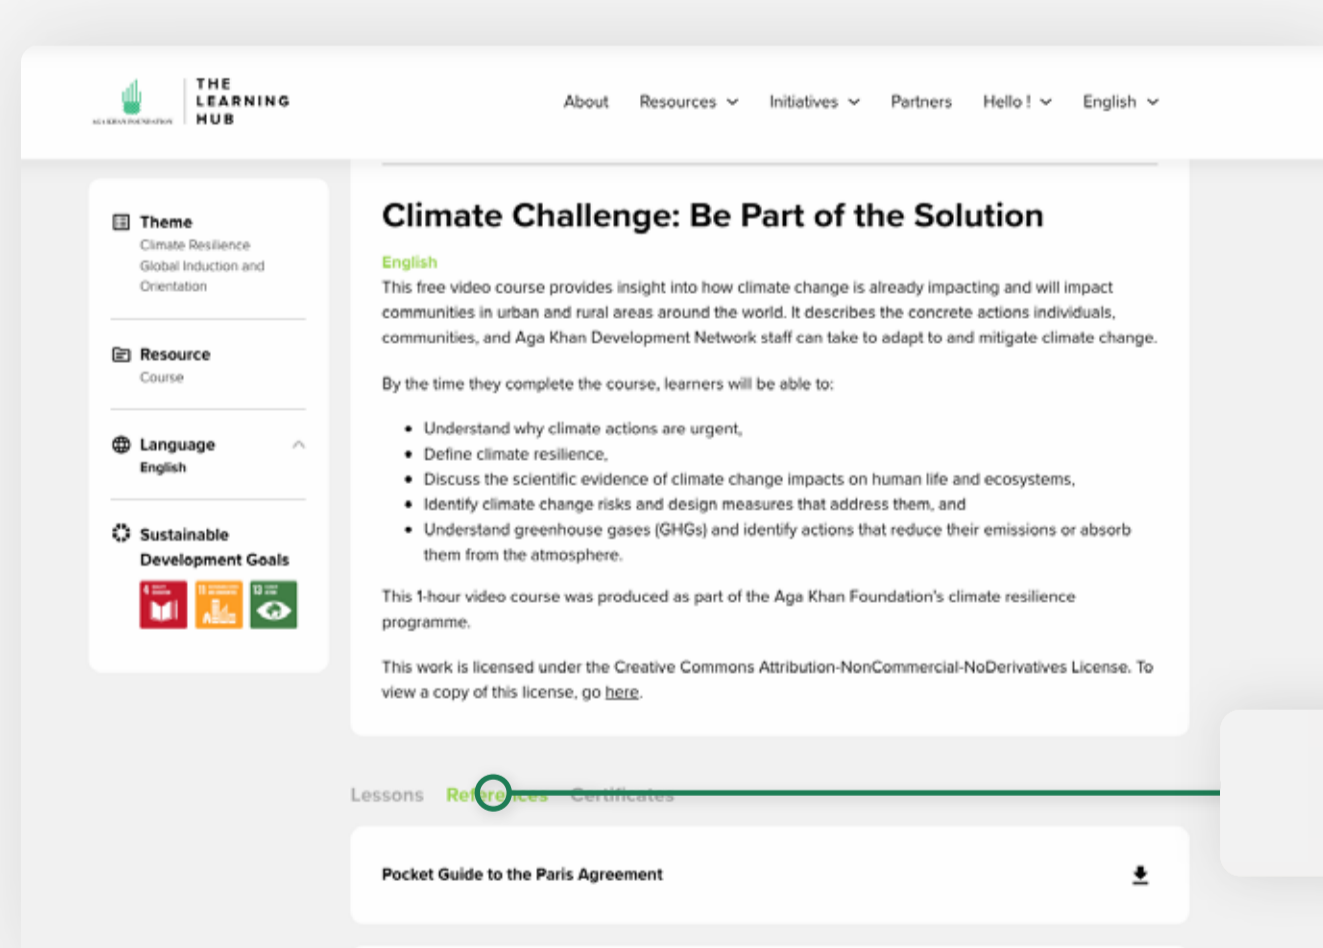 THE
LEARNING
HUB
AGA KHAN FOUNDATION
About Resources Initiatives Partners Hello ! English
Theme
Climate Resilience
Global Induction and
Orientation
Resource
Course
Language
English
Sustainable
Development Goals
4
11
13
Climate Challenge: Be Part of the Solution
English
This free video course provides insight into how climate change is already impacting and will impact
communities in urban and rural areas around the world. It describes the concrete actions individuals,
communities, and Aga Khan Development Network staff can take to adapt to and mitigate climate change.
By the time they complete the course, learners will be able to:
• Understand why climate actions are urgent,
• Define climate resilience,
• Discuss the scientific evidence of climate change impacts on human life and ecosystems,
• Identify climate change risks and design measures that address them, and
• Understand greenhouse gases (GHGs) and identify actions that reduce their emissions or absorb
them from the atmosphere.
This 1-hour video course was produced as part of the Aga Khan Foundation's climate resilience
programme.
This work is licensed under the Creative Commons Attribution-NonCommercial-NoDerivatives License. To
view a copy of this license, go here.
Lessons References Certificates
Pocket Guide to the Paris Agreement